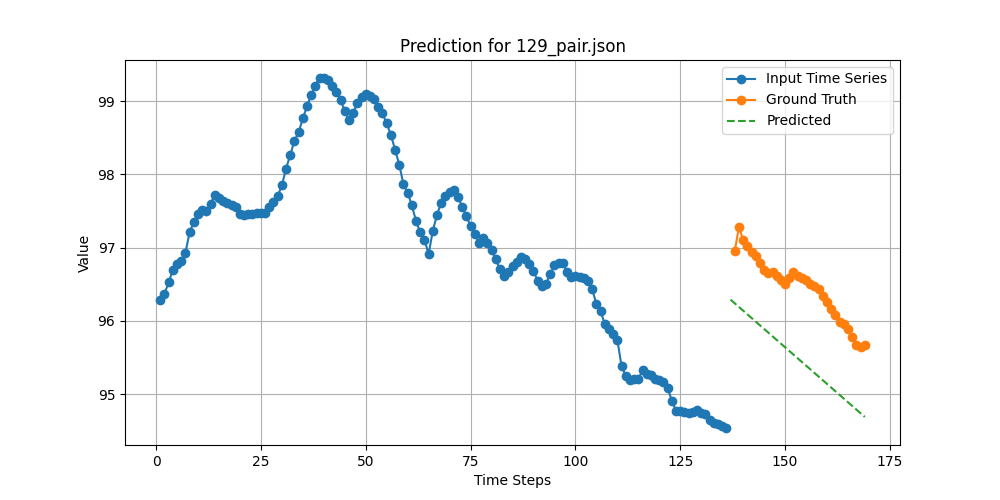 Prediction for 129_pair.json
Input Time Series
Ground Truth
Predicted
99
98
97
96
95
Value
0 25 50 75 100 125 150 175
Time Steps